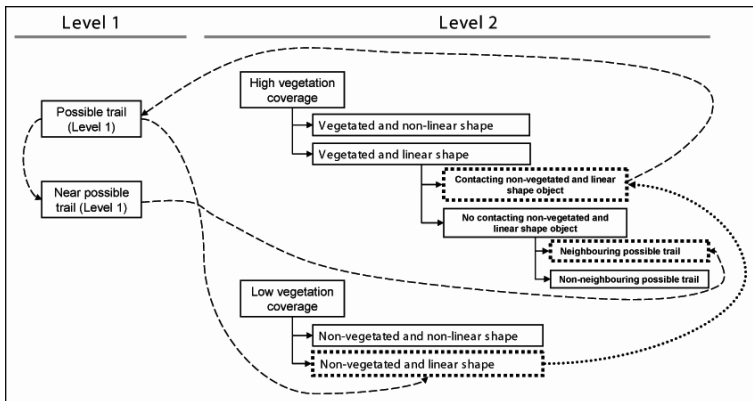 Level 1
Level 2
High vegetation
coverage
Possible trail
(Level 1)
Vegetated and non-linear shape
Vegetated and linear shape
Contacting non-vegetated and linear
shape object
Near possible
trail (Level 1)
No contacting non-vegetated and
linear shape object
Neighbouring possible trail
Non-neighbouring possible trail
Low vegetation
coverage
Non-vegetated and non-linear shape
Non-vegetated and linear shape